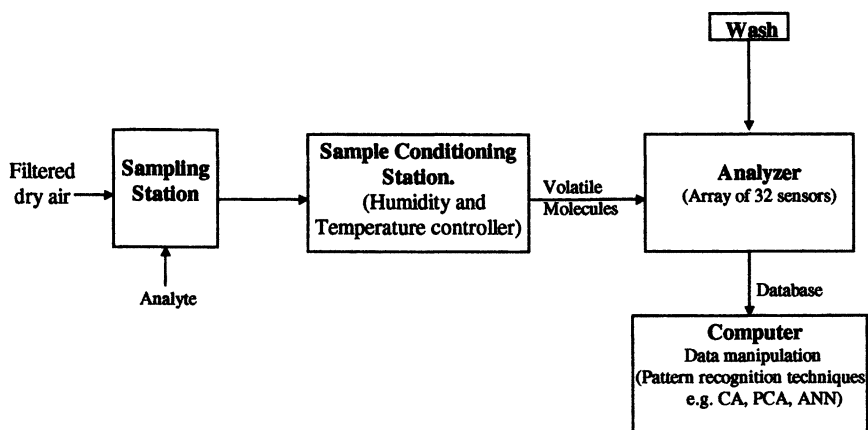 Wash
Filtered
dry air
Sampling
Station
Analyte
Sample Conditioning
Station.
(Humidity and
Temperature controller)
Volatile
Molecules
Analyzer
(Array of 32 sensors)
Database
Computer
Data manipulation
(Pattern recognition techniques
e.g. CA, PCA, ANN)